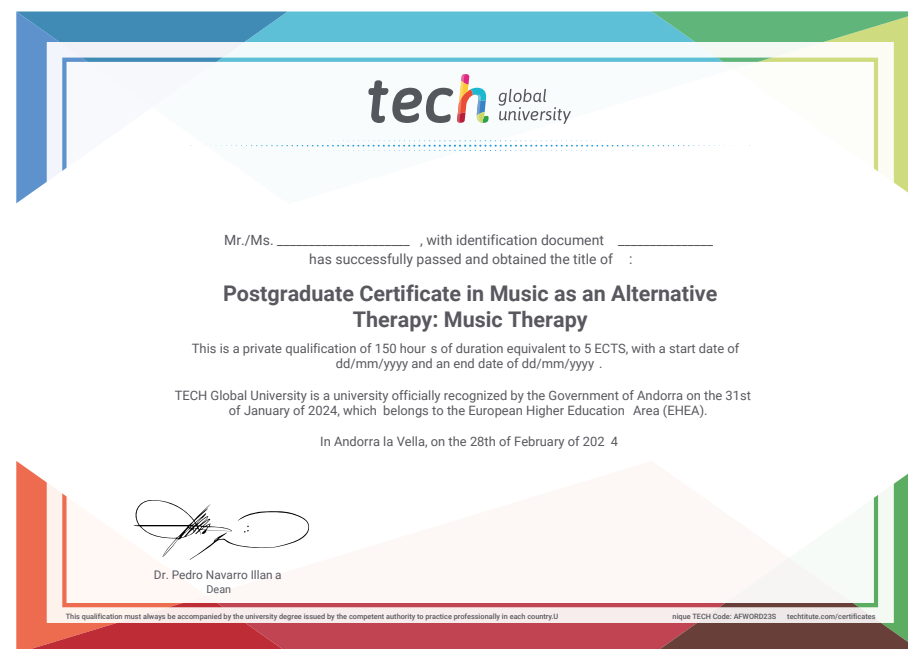 tech global university
Mr./Ms. _____________________ , with identification document _______________
has successfully passed and obtained the title of :
Postgraduate Certificate in Music as an Alternative
Therapy: Music Therapy
This is a private qualification of 150 hour s of duration equivalent to 5 ECTS, with a start date of
dd/mm/yyyy and an end date of dd/mm/yyyy .
TECH Global University is a university officially recognized by the Government of Andorra on the 31st
of January of 2024, which belongs to the European Higher Education Area (EHEA).
In Andorra la Vella, on the 28th of February of 202 4
Dr. Pedro Navarro Illan a
Dean
This qualification must always be accompanied by the university degree issued by the competent authority to practice professionally in each country.U nique TECH Code: AFWORD23S techtitute.com/certificates